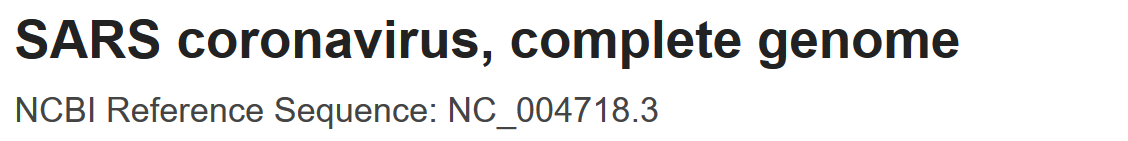 SARS coronavirus, complete genome
NCBI Reference Sequence: NC_004718.3